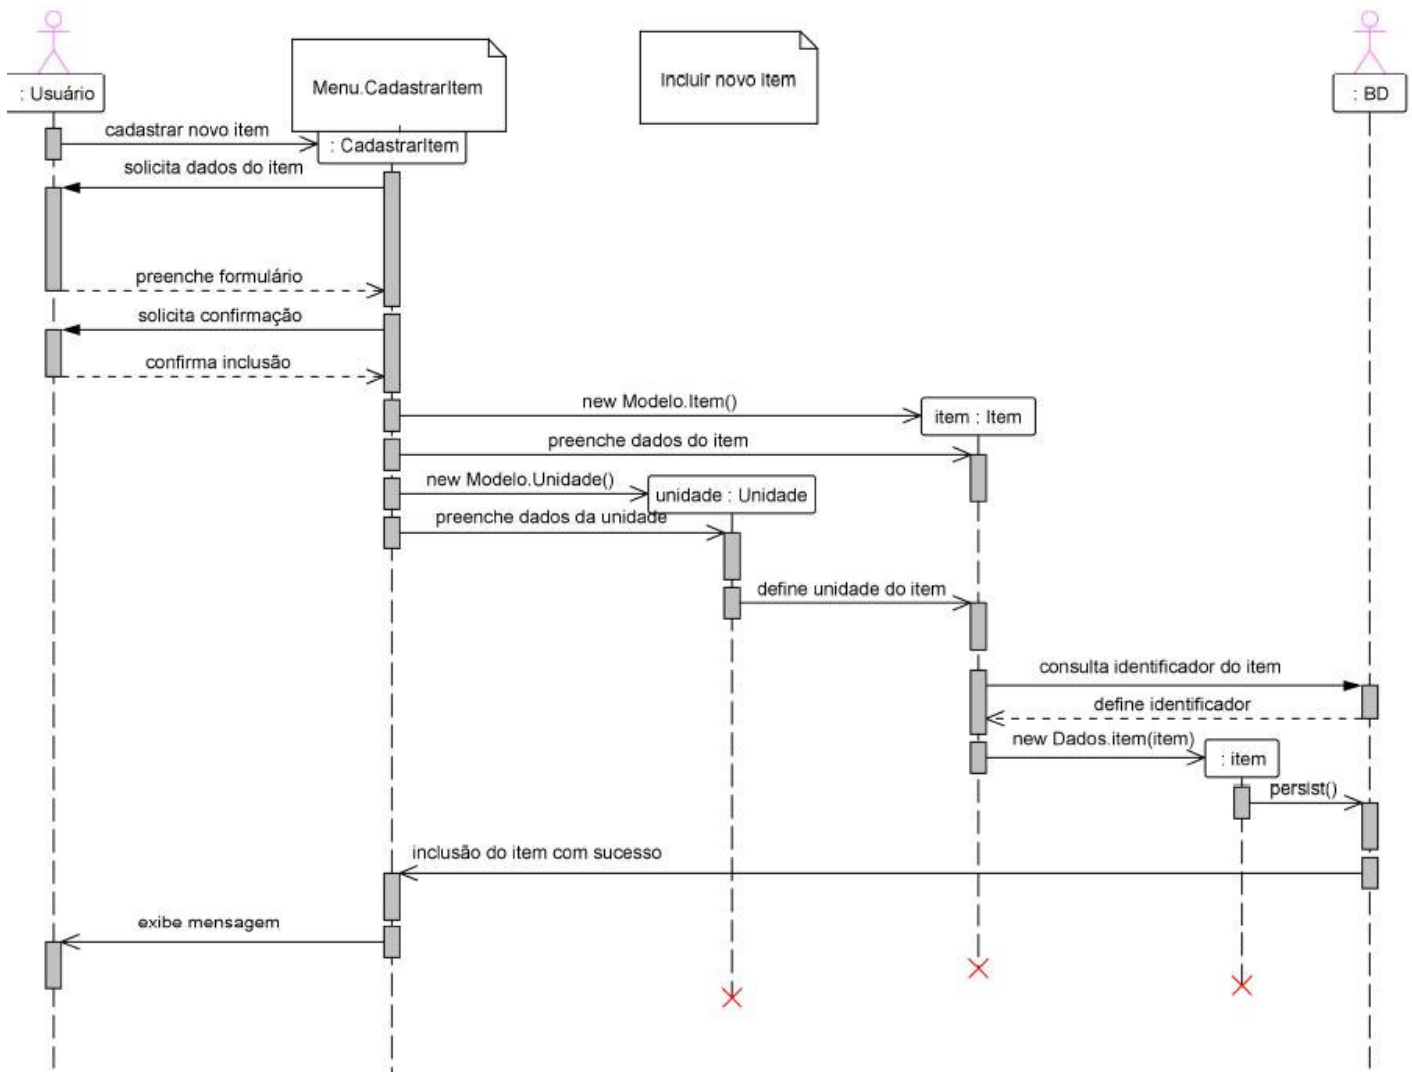 : Usuário
Menu.CadastrarItem
Incluir novo item
: BD
cadastrar novo item
: CadastrarItem
solicita dados do item
preenche formulário
solicita confirmação
confirma inclusão
new Modelo.Item()
item : Item
preenche dados do item
new Modelo.Unidade()
unidade : Unidade
preenche dados da unidade
define unidade do item
consulta identificador do item
define identificador
new Dados.item(item)
: item
persist()
inclusão do item com sucesso
exibe mensagem